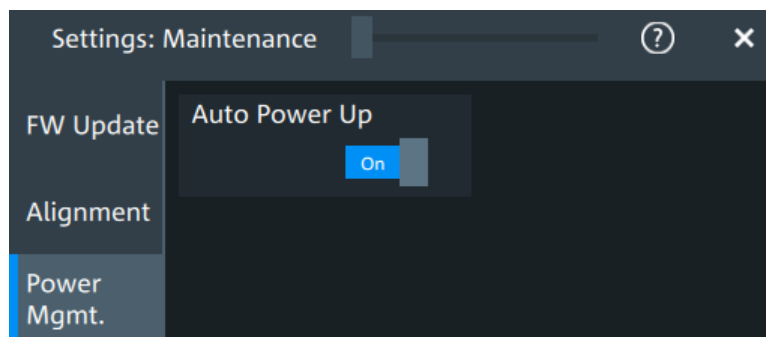 Settings: Maintenance
?
FW Update
Auto Power Up
On
Alignment
Power
Mgmt.